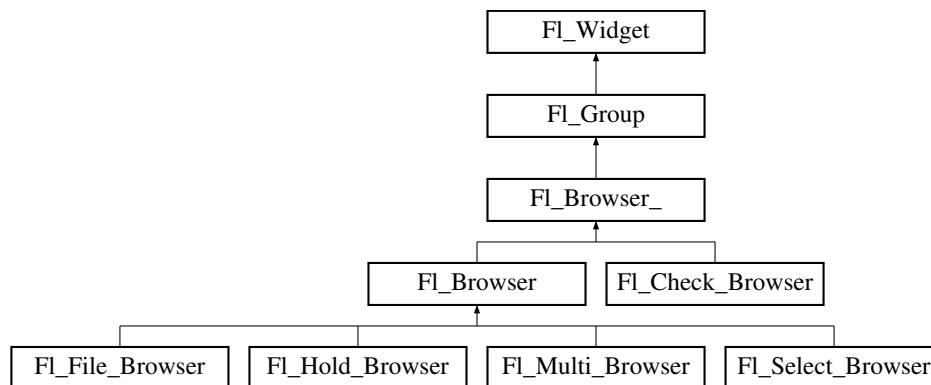 Fl_Widget
Fl_Group
Fl_Browser_
Fl_Browser
Fl_Check_Browser
Fl_File_Browser
Fl_Hold_Browser
Fl_Multi_Browser
Fl_Select_Browser